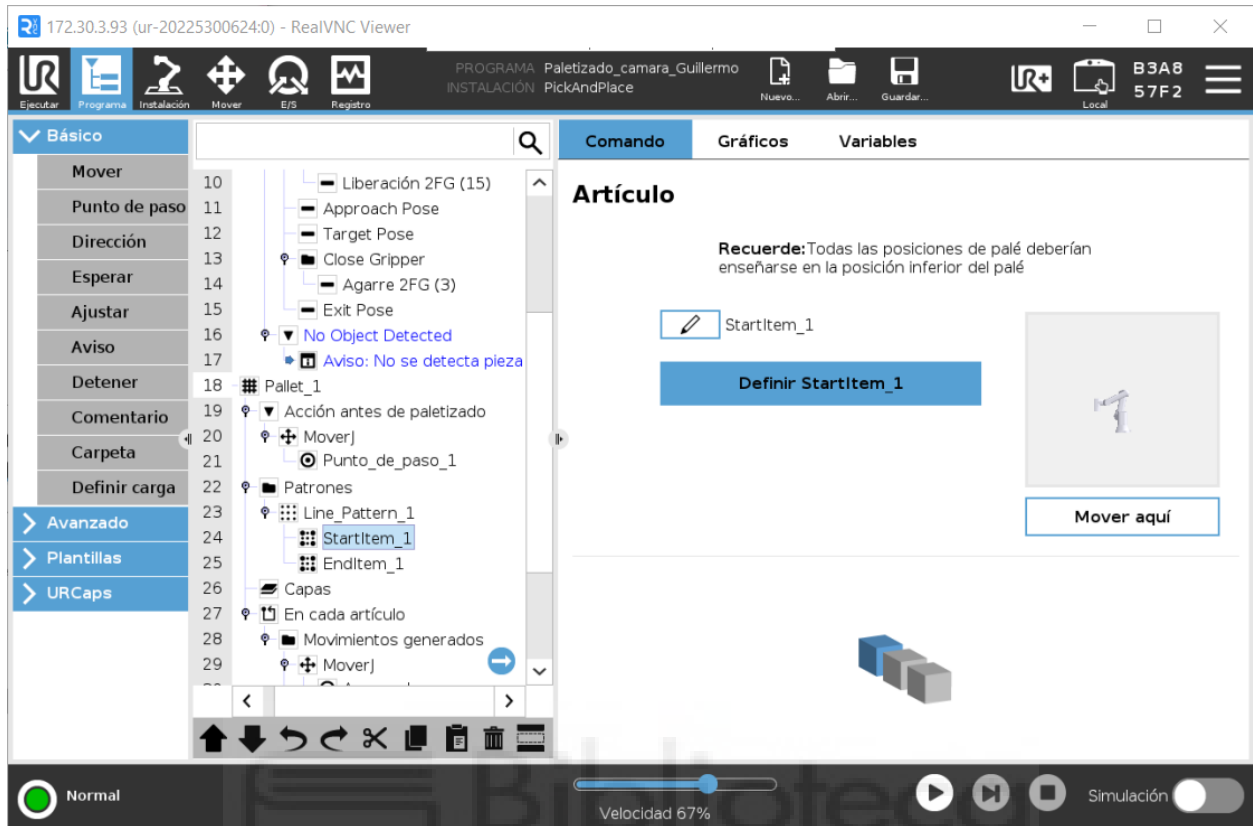 172.30.3.93 (ur-20225300624:0) - RealVNC Viewer
PROGRAMA Paletizado_camara_Guillermo
INSTALACIÓN PickAndPlace
Ejecutar Programa Instalación Mover E/S Registro
Nuevo... Abrir... Guardar...
UR+ Local
B3A8
57F2
Básico
Mover
Punto de paso
Dirección
Esperar
Ajustar
Aviso
Detener
Comentario
Carpeta
Definir carga
Avanzado
Plantillas
URCaps
10 Liberación 2FG (15)
11 Approach Pose
12 Target Pose
13 Close Gripper
14 Agarre 2FG (3)
15 Exit Pose
16 No Object Detected
17 Aviso: No se detecta pieza
18 Pallet_1
19 Acción antes de paletizado
20 MoverJ
21 Punto_de_paso_1
22 Patrones
23 Line_Pattern_1
24 StartItem_1
25 EndItem_1
26 Capas
27 En cada artículo
28 Movimientos generados
29 MoverJ
Comando Gráficos Variables
Artículo
Recuerde:Todas las posiciones de palé deberían
enseñarse en la posición inferior del palé
StartItem_1
Definir StartItem_1
Mover aquí
Normal
Velocidad 67%
Simulación